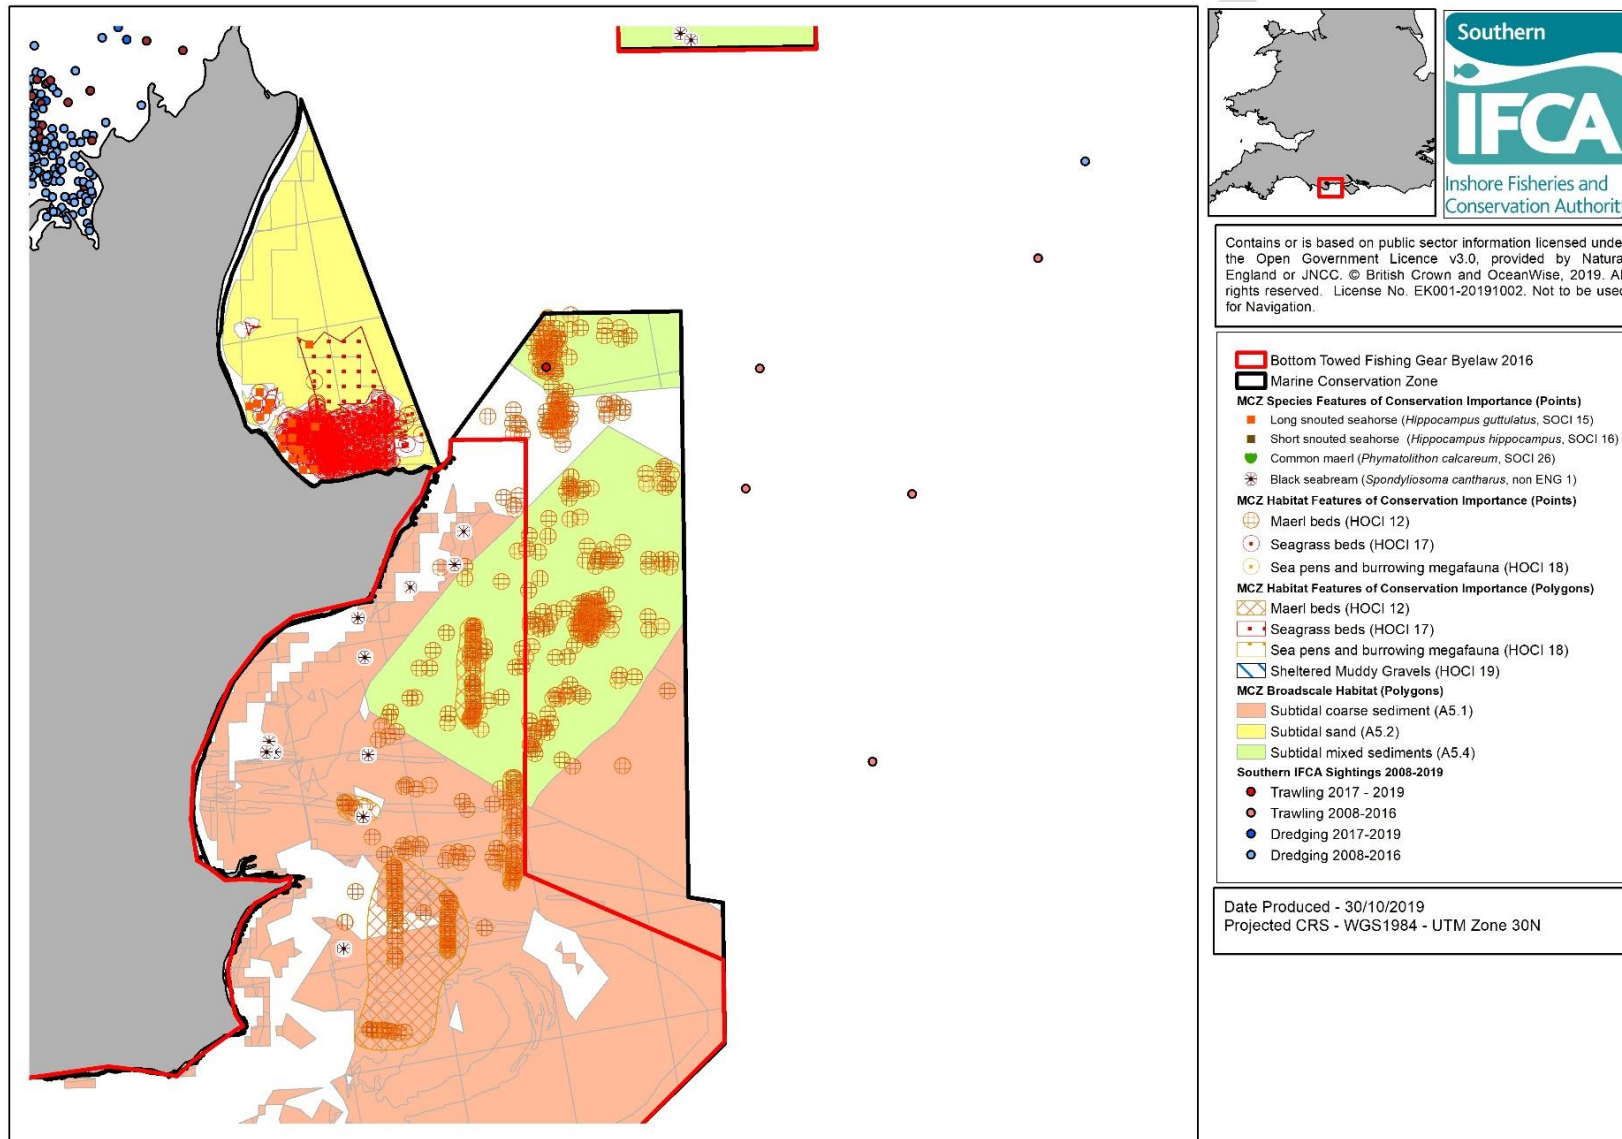 Southern
IFCA
Inshore Fisheries and
Conservation Authorit
Contains or is based on public sector information licensed unde
the Open Government Licence v3.0, provided by Natura
England or JNCC. © British Crown and OceanWise, 2019. Al
rights reserved. License No. EK001-20191002. Not to be used
for Navigation.
Bottom Towed Fishing Gear Byelaw 2016
Marine Conservation Zone
MCZ Species Features of Conservation Importance (Points)
Long snouted seahorse (Hippocampus guttulatus, SOCI 15)
Short snouted seahorse (Hippocampus hippocampus, SOCI 16)
Common maerl (Phymatolithon calcareum, SOCI 26)
Black seabream (Spondyliosoma cantharus, non ENG 1)
MCZ Habitat Features of Conservation Importance (Points)
Maerl beds (HOCI 12)
Seagrass beds (HOCI 17)
Sea pens and burrowing megafauna (HOCI 18)
MCZ Habitat Features of Conservation Importance (Polygons)
Maerl beds (HOCI 12)
Seagrass beds (HOCI 17)
Sea pens and burrowing megafauna (HOCI 18)
Sheltered Muddy Gravels (HOCI 19)
MCZ Broadscale Habitat (Polygons)
Subtidal coarse sediment (A5.1)
Subtidal sand (A5.2)
Subtidal mixed sediments (A5.4)
Southern IFCA Sightings 2008-2019
Trawling 2017 - 2019
Trawling 2008-2016
Dredging 2017-2019
Dredging 2008-2016
Date Produced - 30/10/2019
Projected CRS - WGS1984 - UTM Zone 30N